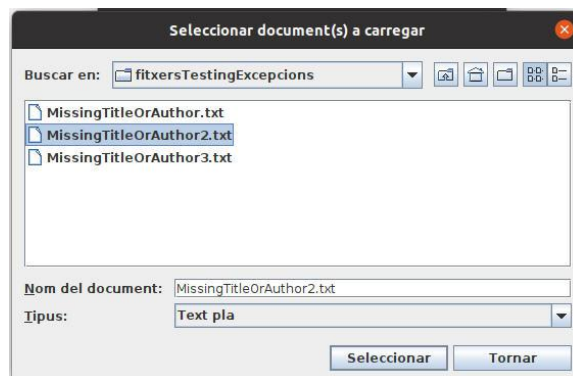 Seleccionar document(s) a carregar
Buscar en: fitxersTestingExcepcions
MissingTitleOrAuthor.txt
MissingTitleOrAuthor2.txt
MissingTitleOrAuthor3.txt
Nom del document: MissingTitleOrAuthor2.txt
Tipus: Text pla
Seleccionar Tornar